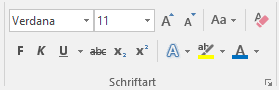 Verdana 11 A A Aa A
F K U abc x₂ x² A ab A
Schriftart